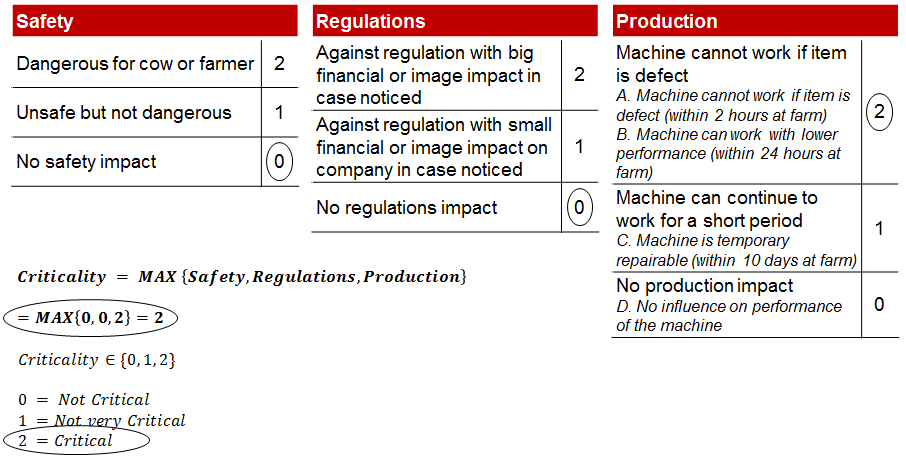 Safety
Dangerous for cow or farmer 2
Unsafe but not dangerous 1
No safety impact 0
Regulations
Against regulation with big
financial or image impact in 2
case noticed
Against regulation with small
financial or image impact on 1
company in case noticed
No regulations impact 0
Production
Machine cannot work if item
is defect
A. Machine cannot work if item is
defect (within 2 hours at farm) 2
B. Machine can work with lower
performance (within 24 hours at
farm)
Machine can continue to
work for a short period 1
C. Machine is temporary
repairable (within 10 days at farm)
No production impact
D. No influence on performance 0
of the machine
Criticality = MAX {Safety, Regulations, Production}
= MAX{0, 0, 2} = 2
Criticality ∈ {0,1,2}
0 = Not Critical
1 = Not very Critical
2 = Critical